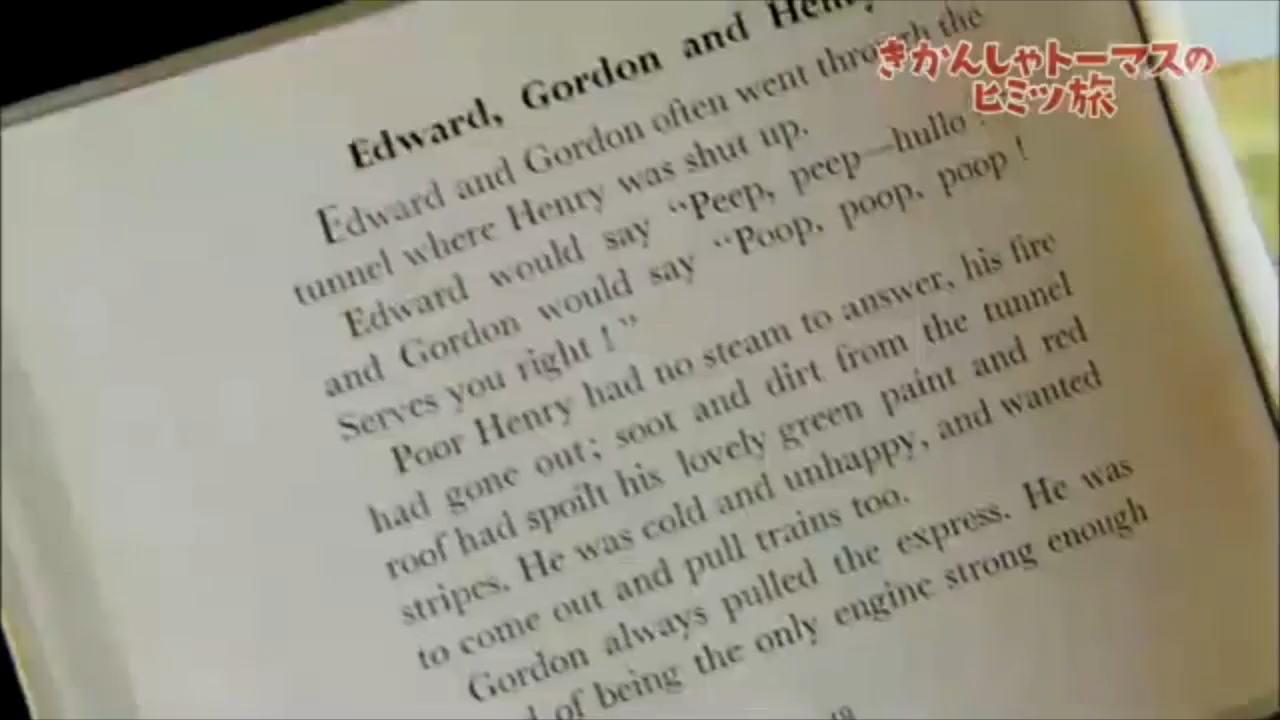 Edward, Gordon and Henry
きかんしゃトーマスの
ヒミツ旅
Edward and Gordon often went through the
tunnel where Henry was shut up.
Edward would say “Peep, peep—hullo !
and Gordon would say “Poop, poop, poop !
Serves you right ! ”
Poor Henry had no steam to answer, his fire
had gone out; soot and dirt from the tunnel
roof had spoilt his lovely green paint and red
stripes. He was cold and unhappy, and wanted
to come out and pull trains too.
Gordon always pulled the express. He was
of being the only engine strong enough